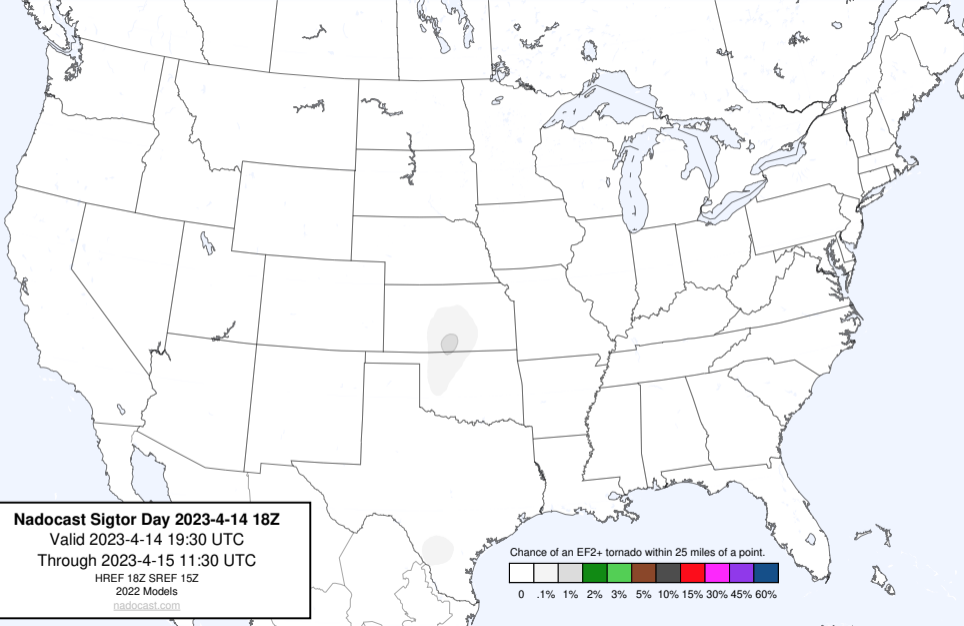 Nadocast Sigtor Day 2023-4-14 18Z
Valid 2023-4-14 19:30 UTC
Through 2023-4-15 11:30 UTC
HREF 18Z SREF 15Z
2022 Models
nadocast.com
Chance of an EF2+ tornado within 25 miles of a point.
0 .1% 1% 2% 3% 5% 10% 15% 30% 45% 60%